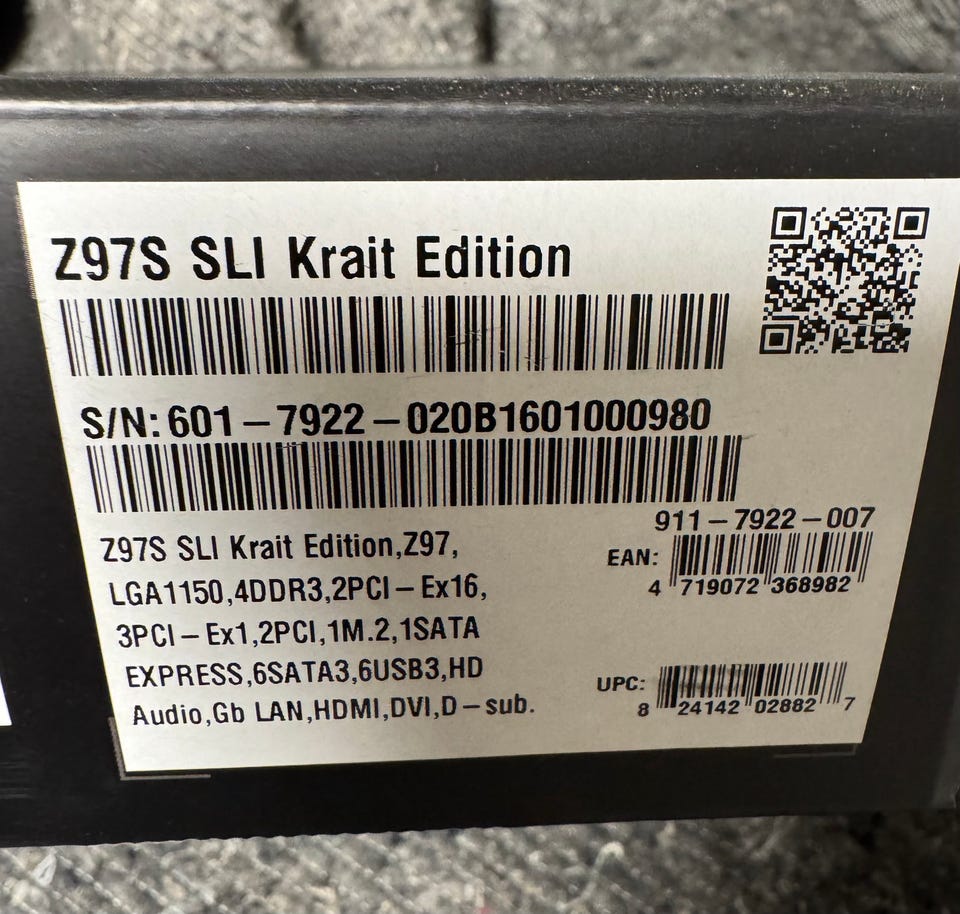 Z97S SLI Krait Edition
S/N: 601-7922-020B1601000980
911-7922-007
Z97S SLI Krait Edition,Z97,
LGA1150,4DDR3,2PCI-Ex16,
3PCI-Ex1,2PCI,1M.2,1SATA
EXPRESS,6SATA3,6USB3,HD
Audio,Gb LAN,HDMI,DVI,D-sub.
EAN:
4 719072 368982
UPC:
8 24142 02882 7